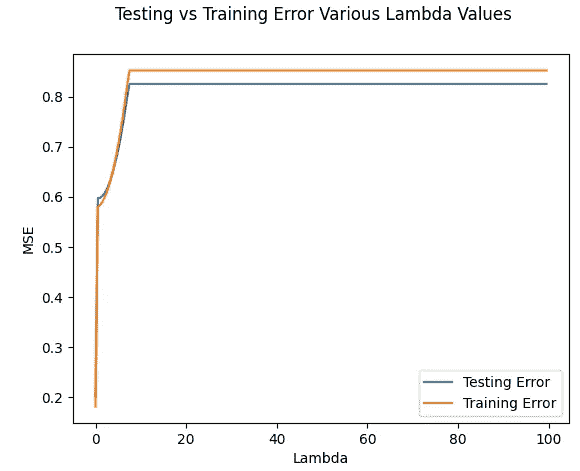 Testing vs Training Error Various Lambda Values
0.8
0.7
0.6
0.5
0.4
0.3
0.2
MSE
0 20 40 60 80 100
Lambda
Testing Error
Training Error